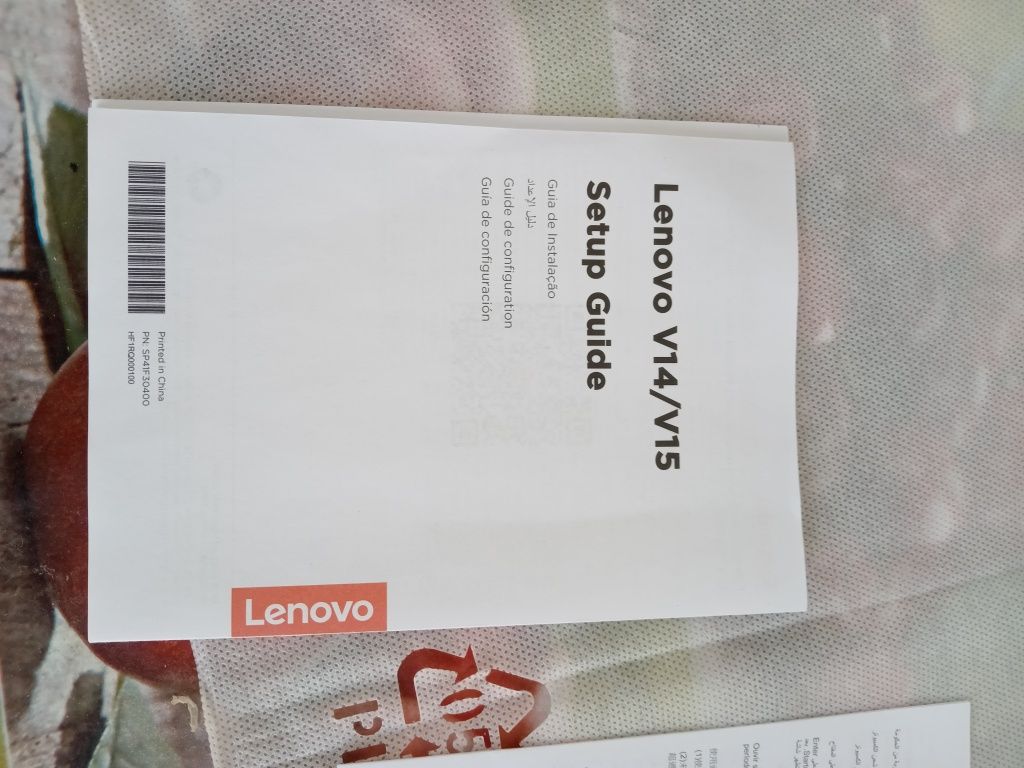 Lenovo V14/V15
Setup Guide
Guia de Instalação
دليل الإعداد
Guide de configuration
Guía de configuración
Printed in China
PN: SP41F30400
HF1RQ000100
Lenovo
05